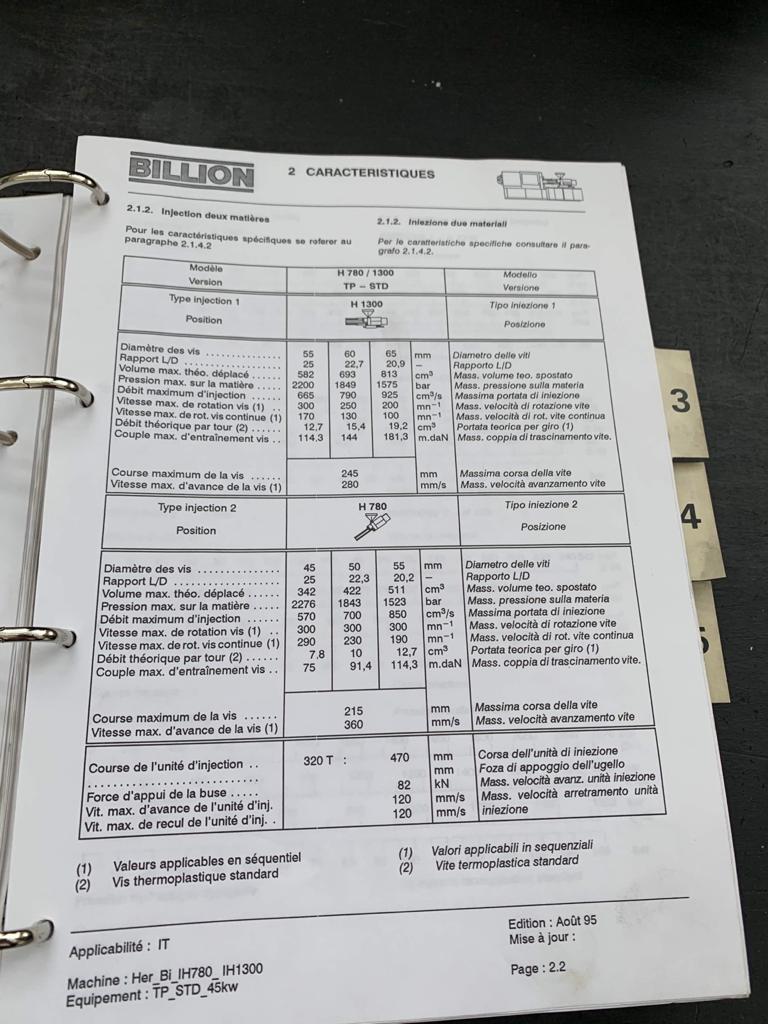 BILLION
2 CARACTERISTIQUES
2.1.2. Injection deux matières
2.1.2. Iniezione due materiali
Pour les caractéristiques spécifiques se referer au
paragraphe 2.1.4.2
Per le caratteristiche specifiche consultare il para-
grafo 2.1.4.2.
Modèle H 780 / 1300 Modello
Version TP – STD Versione
Type injection 1 H 1300 Tipo iniezione 1
Position Posizione
Diamètre des vis .............. 55 60 65 mm Diametro delle viti
Rapport L/D .................. 25 22,7 20,9 – Rapporto L/D
Volume max. théo. déplacé ..... 582 693 813 cm³ Mass. volume teo. spostato
Pression max. sur la matière ..... 2200 1849 1575 bar Mass. pressione sulla materia
Débit maximum d'injection ...... 665 790 925 cm³/s Massima portata di iniezione
Vitesse max. de rotation vis (1) .. 300 250 200 mn⁻¹ Mass. velocità di rotazione vite
Vitesse max. de rot. vis continue (1) 170 130 100 mn⁻¹ Mass. velocità di rot. vite continua
Débit théorique par tour (2) ...... 12,7 15,4 19,2 cm³ Portata teorica per giro (1)
Couple max. d'entraînement vis .. 114,3 144 181,3 m.daN Mass. coppia di trascinamento vite.
Course maximum de la vis ...... 245 mm Massima corsa della vite
Vitesse max. d'avance de la vis (1) 280 mm/s Mass. velocità avanzamento vite
Type injection 2 H 780 Tipo iniezione 2
Position Posizione
Diamètre des vis .............. 45 50 55 mm Diametro delle viti
Rapport L/D .................. 25 22,3 20,2 – Rapporto L/D
Volume max. théo. déplacé ...... 342 422 511 cm³ Mass. volume teo. spostato
Pression max. sur la matière ..... 2276 1843 1523 bar Mass. pressione sulla materia
Débit maximum d'injection ...... 570 700 850 cm³/s Massima portata di iniezione
Vitesse max. de rotation vis (1) .. 300 300 300 mn⁻¹ Mass. velocità di rotazione vite
Vitesse max. de rot. vis continue (1) 290 230 190 mn⁻¹ Mass. velocità di rot. vite continua
Débit théorique par tour (2) ...... 7,8 10 12,7 cm³ Portata teorica per giro (1)
Couple max. d'entraînement vis .. 75 91,4 114,3 m.daN Mass. coppia di trascinamento vite.
Course maximum de la vis ...... 215 mm Massima corsa della vite
Vitesse max. d'avance de la vis (1) 360 mm/s Mass. velocità avanzamento vite
Course de l'unité d'injection .. 320 T : 470 mm Corsa dell'unità di iniezione
............................ mm Foza di appoggio dell'ugello
Force d'appui de la buse ..... 82 kN Mass. velocità avanz. unità iniezione
Vit. max. d'avance de l'unité d'inj. 120 mm/s Mass. velocità arretramento unità
Vit. max. de recul de l'unité d'inj. . 120 mm/s iniezione
(1) Valeurs applicables en séquentiel
(2) Vis thermoplastique standard
(1) Valori applicabili in sequenziali
(2) Vite termoplastica standard
Applicabilité : IT
Machine : Her_Bi_IH780_ IH1300
Equipement : TP_STD_45kw
Edition : Août 95
Mise à jour :
Page : 2.2
3
4
5